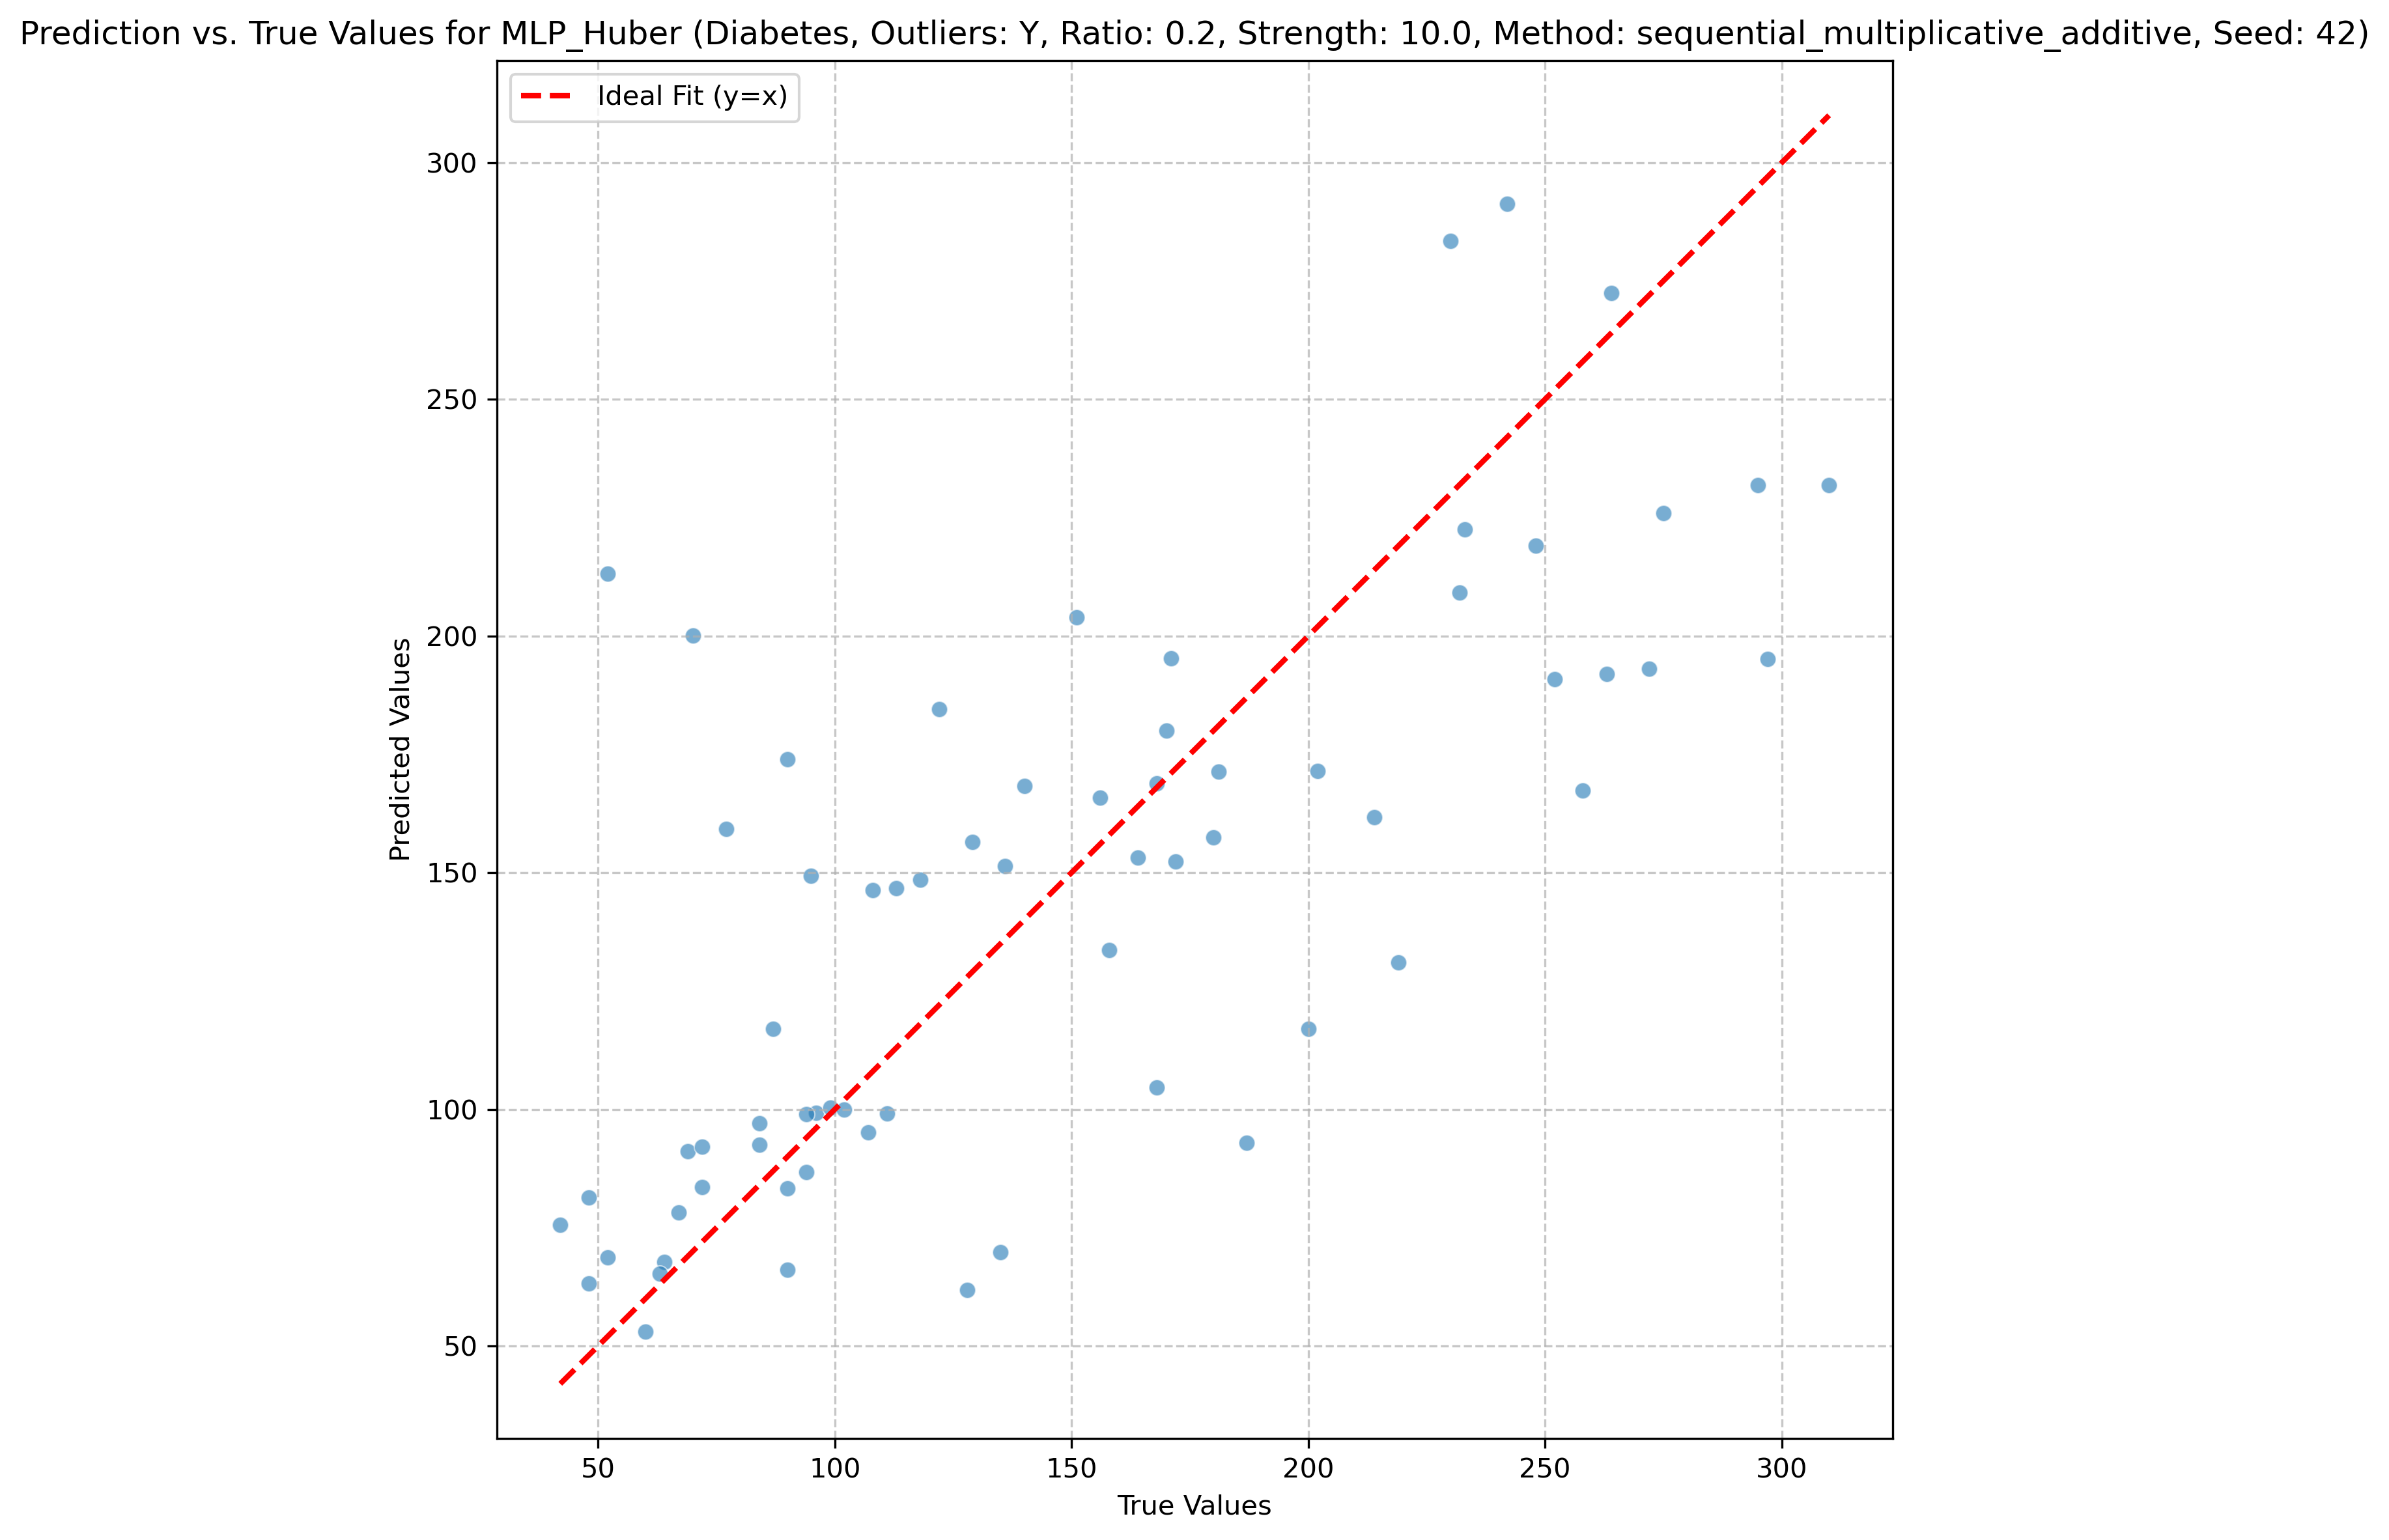 Prediction vs. True Values for MLP_Huber (Diabetes, Outliers: Y, Ratio: 0.2, Strength: 10.0, Method: sequential_multiplicative_additive, Seed: 42)
Ideal Fit (y=x)
300
250
200
150
100
50
Predicted Values
50 100 150 200 250 300
True Values